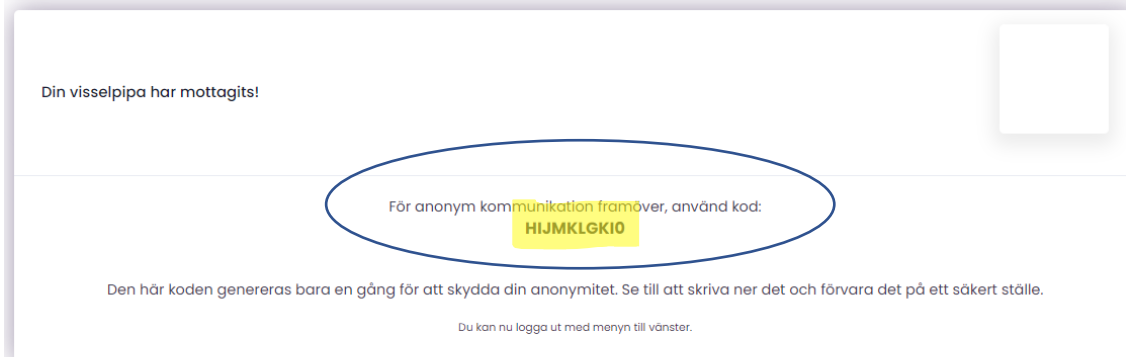 Din visselpipa har mottagits!
För anonym kommunikation framöver, använd kod:
HIJMKLGKI0
Den här koden genereras bara en gång för att skydda din anonymitet. Se till att skriva ner det och förvara det på ett säkert ställe.
Du kan nu logga ut med menyn till vänster.